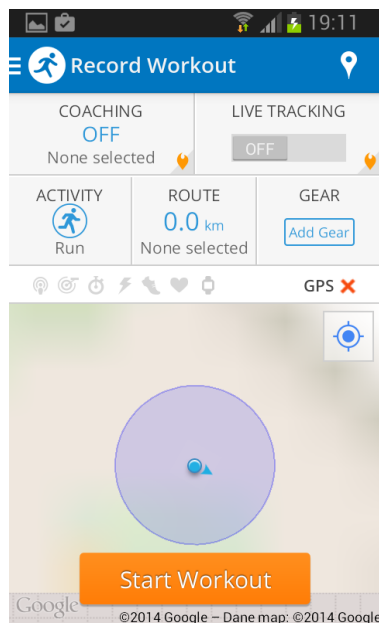 19:11
Record Workout
COACHING
OFF
None selected
LIVE TRACKING
OFF
ACTIVITY
Run
ROUTE
0.0 km
None selected
GEAR
Add Gear
GPS
Start Workout
Google
©2014 Google – Dane map: ©2014 Google